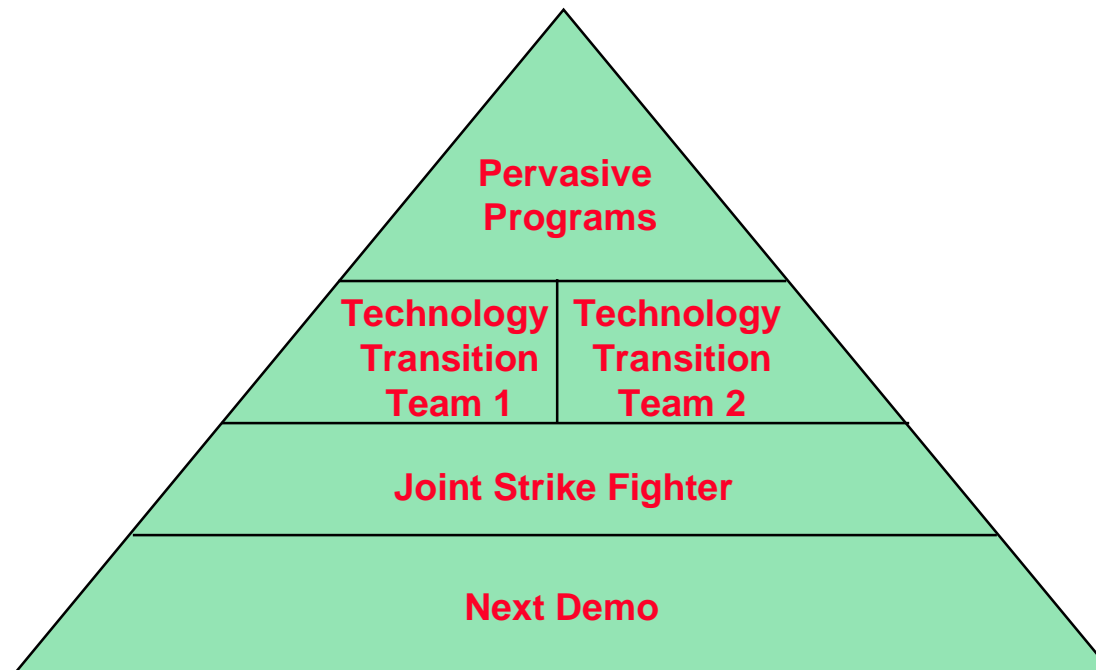 Pervasive
Programs
Technology
Transition
Team 1
Technology
Transition
Team 2
Joint Strike Fighter
Next Demo